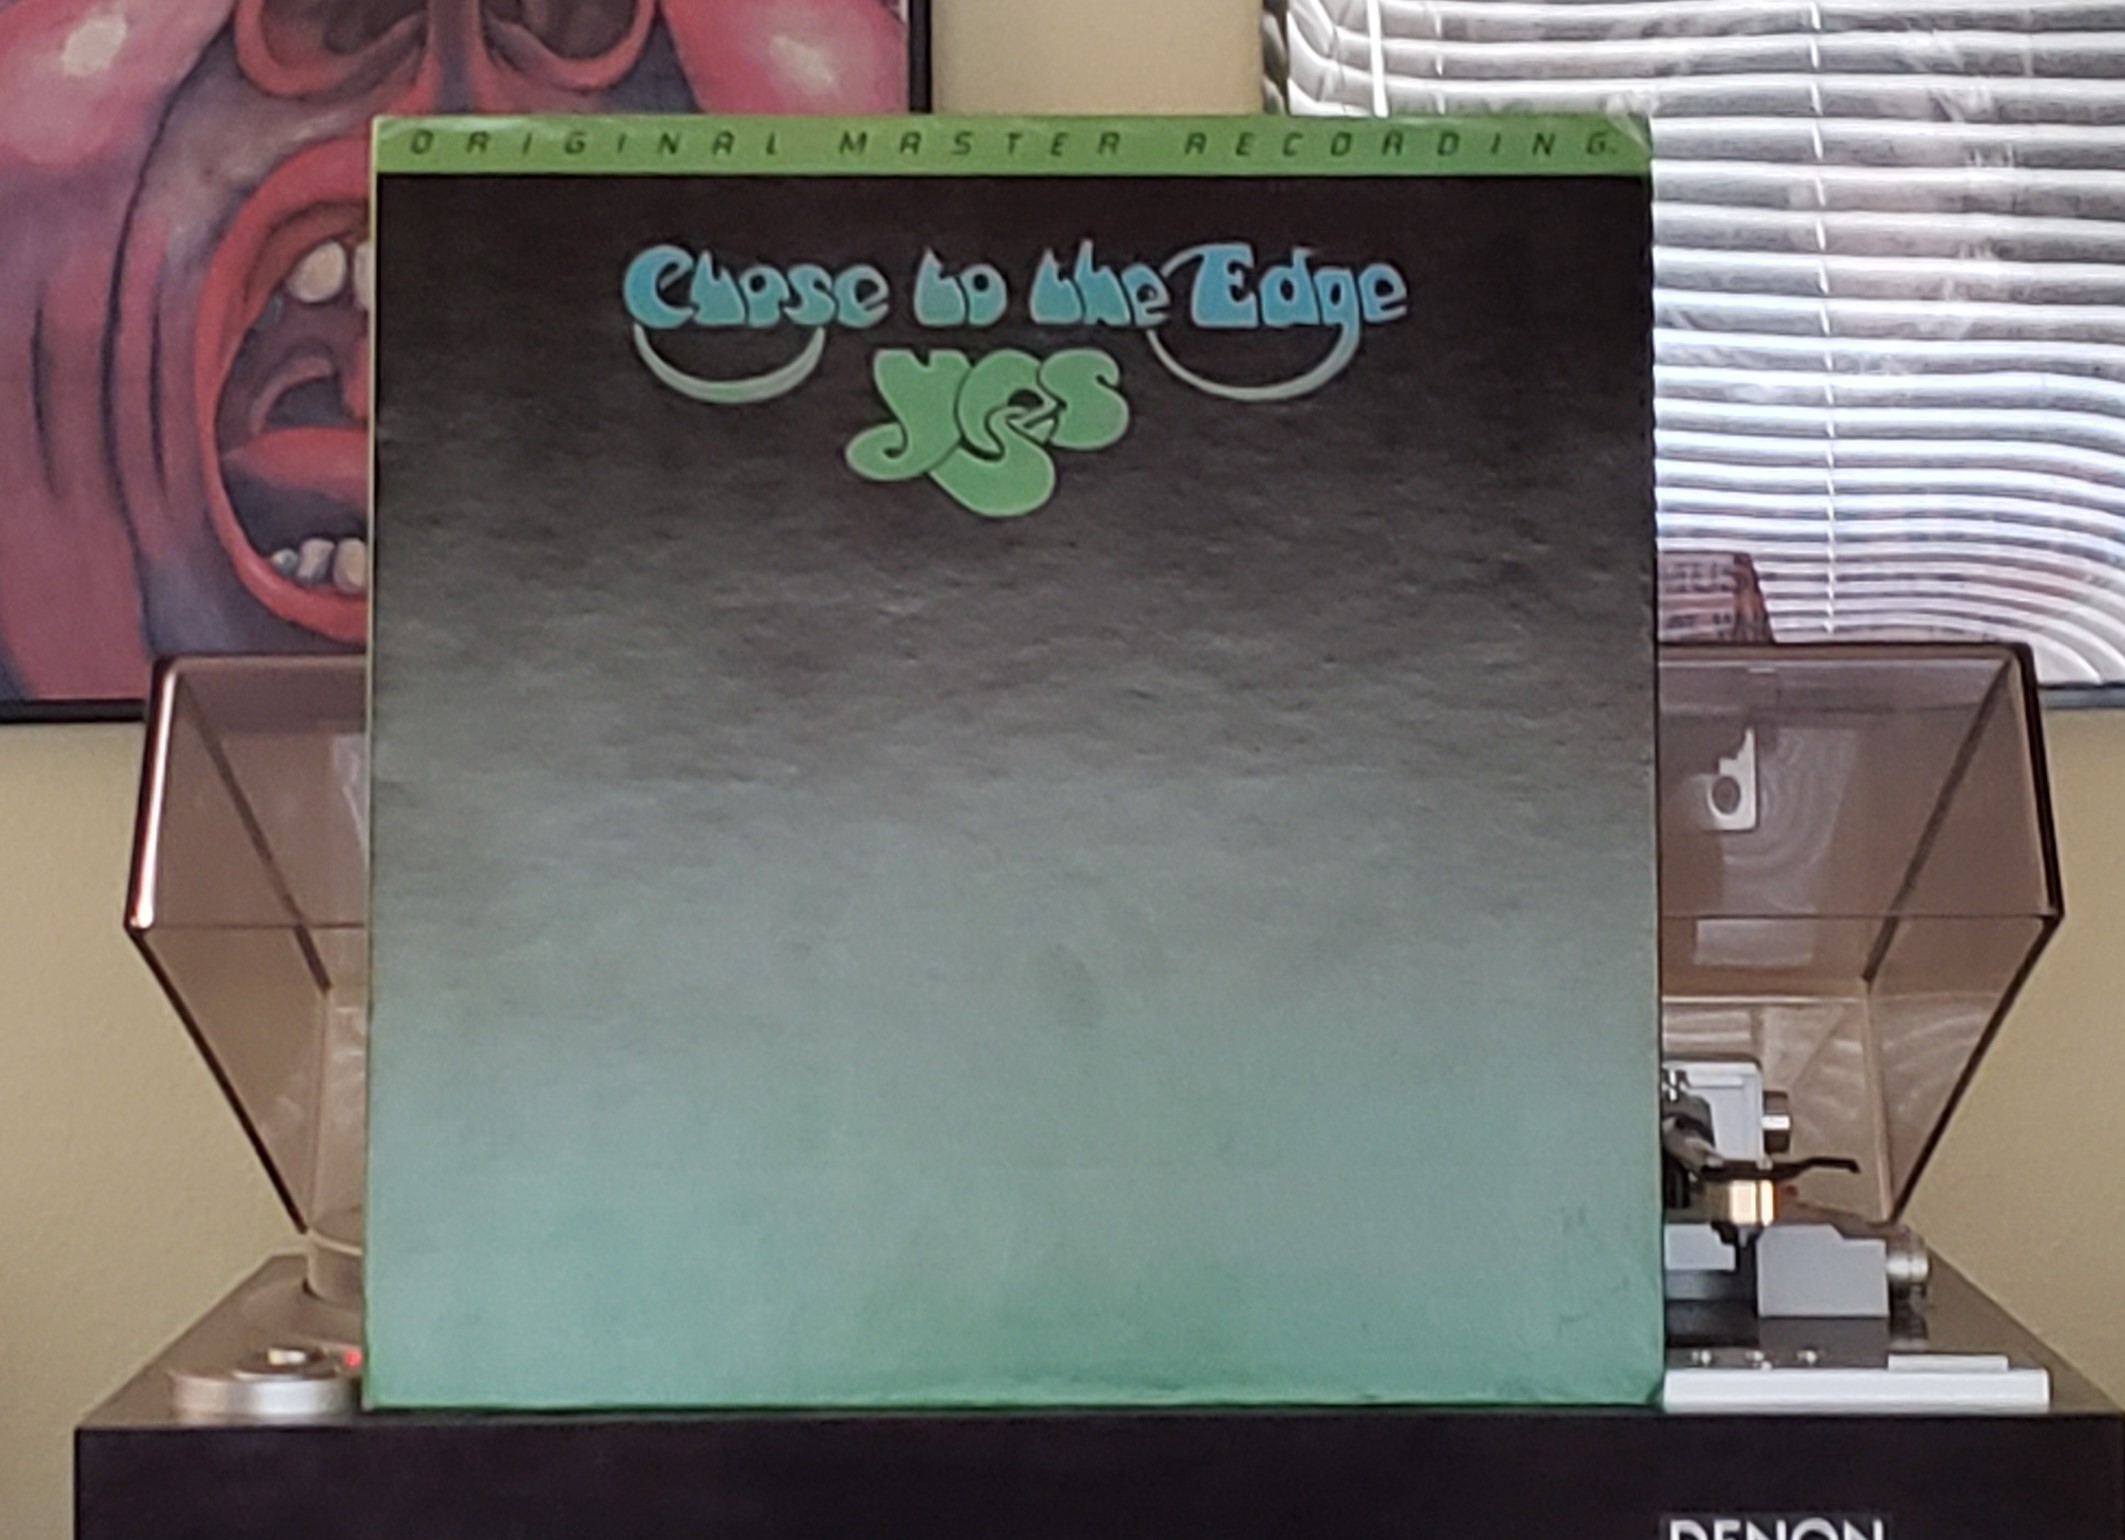 ORIGINAL MASTER RECORDING
Close to the Edge
yes
DENON